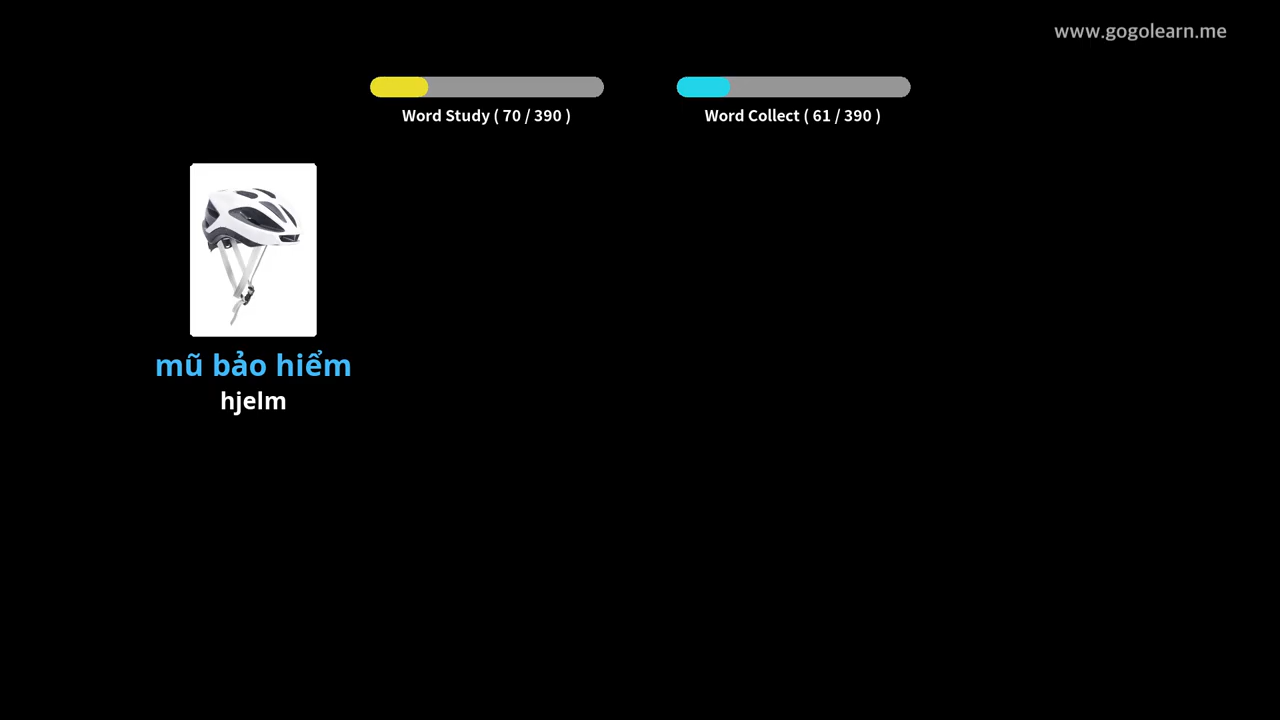 www.gogolearn.me
Word Study ( 70 / 390 )
Word Collect ( 61 / 390 )
mũ bảo hiểm
hjelm